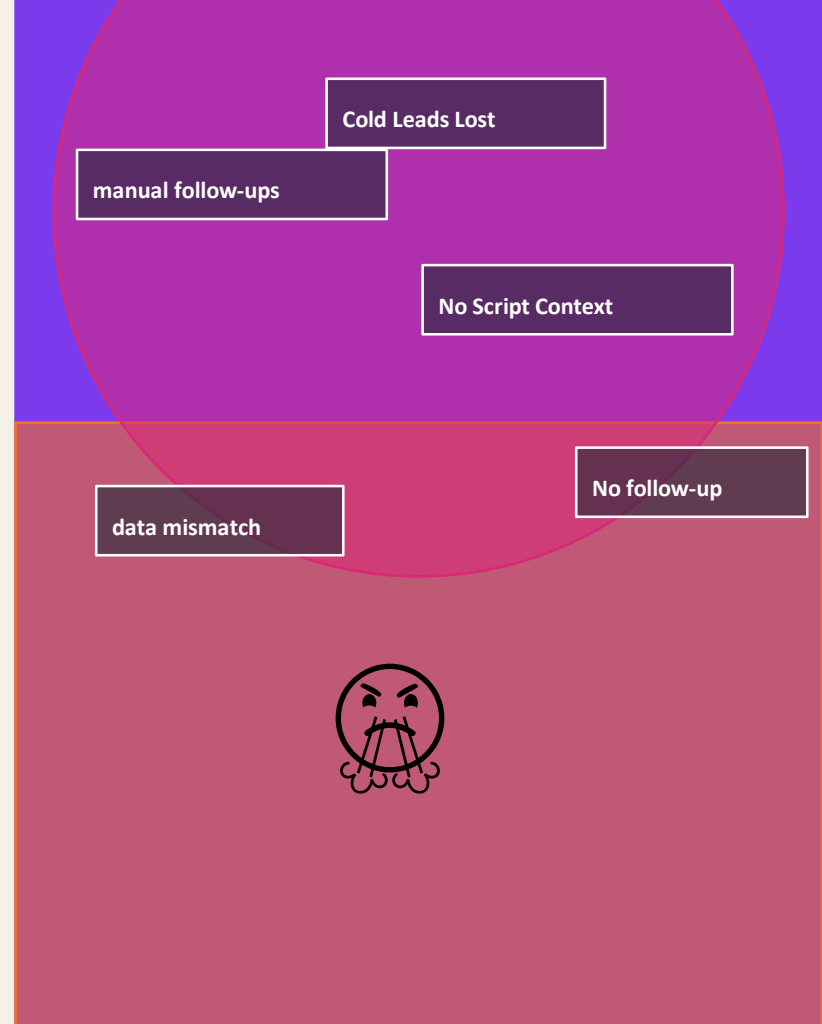 Cold Leads Lost
manual follow-ups
No Script Context
No follow-up
data mismatch